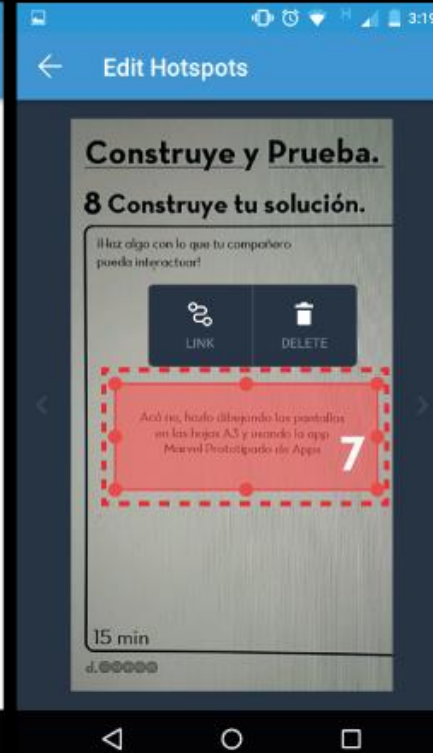 H 3:19
Edit Hotspots
Construye y Prueba.
8 Construye tu solución.
¡Haz algo con lo que tu compañero
pueda interactuar!
LINK DELETE
Acá no, hazlo dibujando las pantallas
en las hojas A3 y usando la app
Marvel Prototipado de Apps
7
15 min
d.